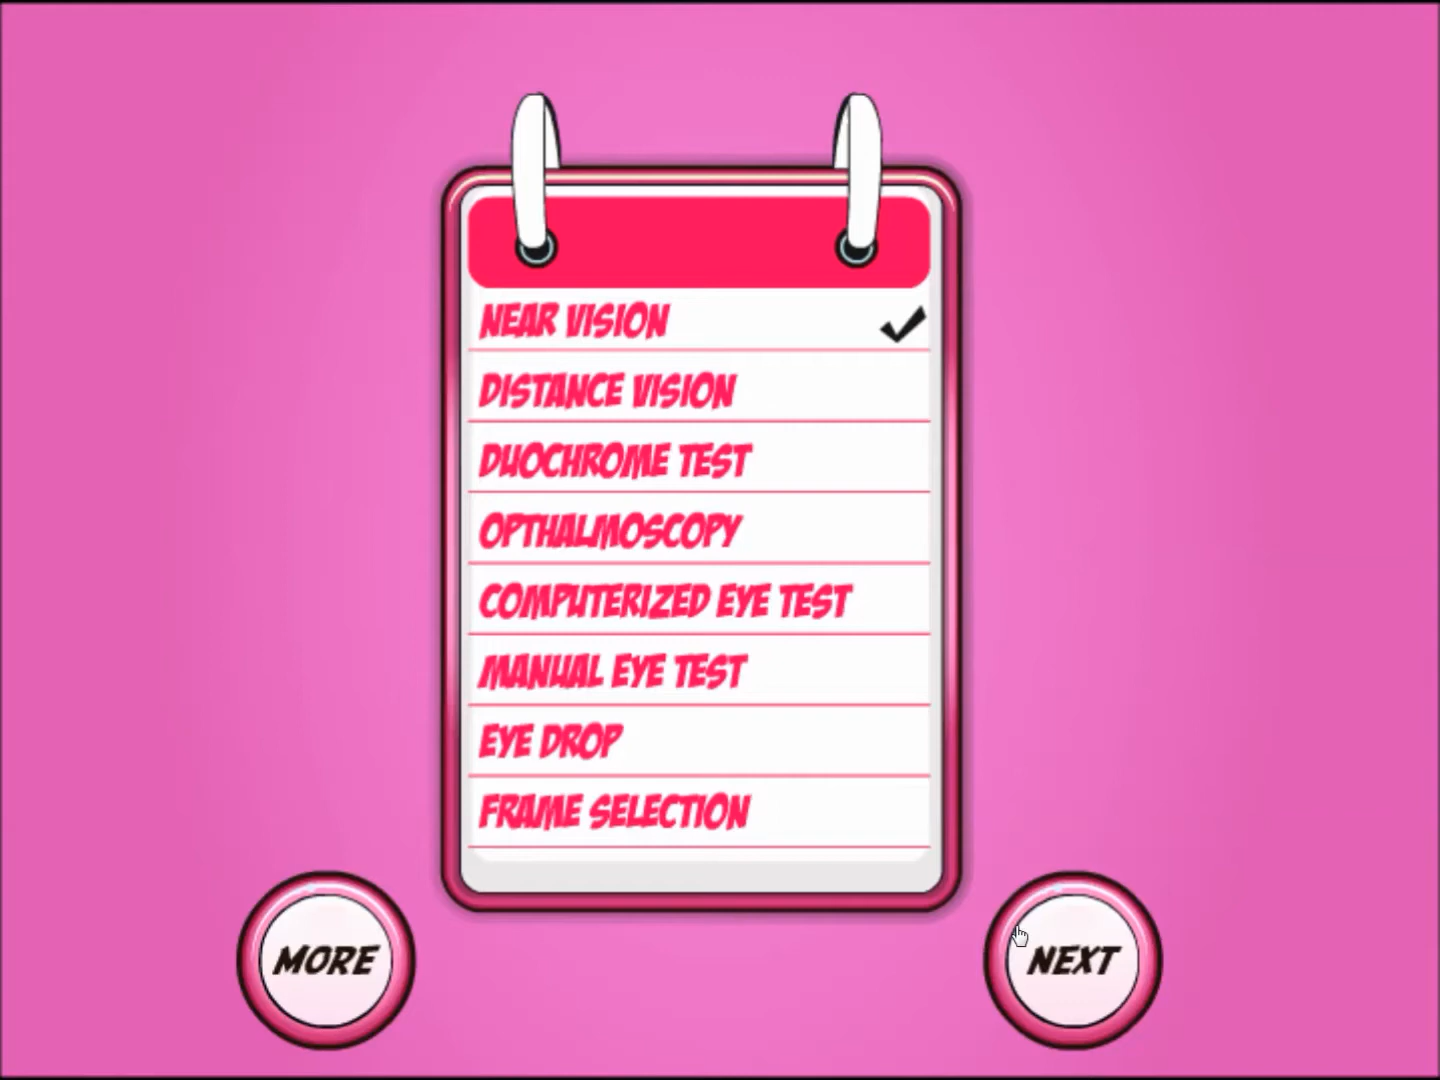 NEAR VISION
DISTANCE VISION
DUOCHROME TEST
OPTHALMOSCOPY
COMPUTERIZED EYE TEST
MANUAL EYE TEST
EYE DROP
FRAME SELECTION
MORE
NEXT